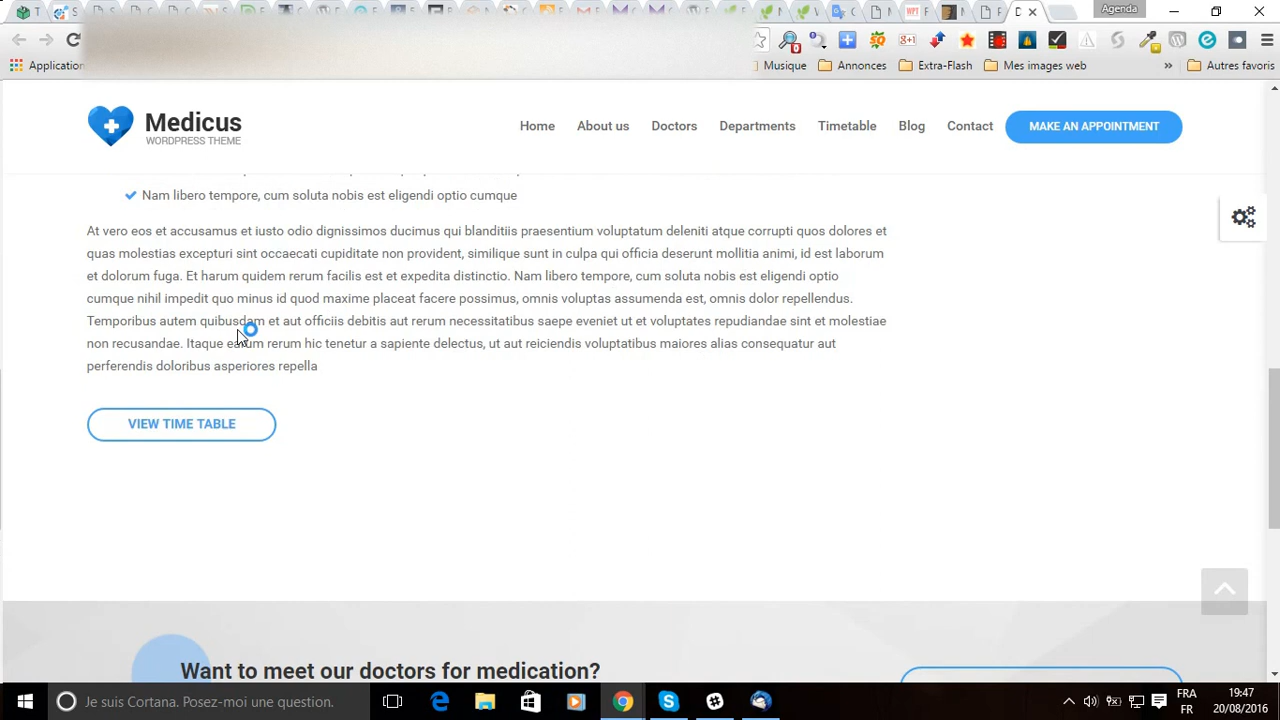 Agenda
Application
Musique
Annonces
Extra-Flash
Mes images web
»
Autres favoris
Medicus
WORDPRESS THEME
Home
About us
Doctors
Departments
Timetable
Blog
Contact
MAKE AN APPOINTMENT
Nam libero tempore, cum soluta nobis est eligendi optio cumque
At vero eos et accusamus et iusto odio dignissimos ducimus qui blanditiis praesentium voluptatum deleniti atque corrupti quos dolores et
quas molestias excepturi sint occaecati cupiditate non provident, similique sunt in culpa qui officia deserunt mollitia animi, id est laborum
et dolorum fuga. Et harum quidem rerum facilis est et expedita distinctio. Nam libero tempore, cum soluta nobis est eligendi optio
cumque nihil impedit quo minus id quod maxime placeat facere possimus, omnis voluptas assumenda est, omnis dolor repellendus.
Temporibus autem quibusdam et aut officiis debitis aut rerum necessitatibus saepe eveniet ut et voluptates repudiandae sint et molestiae
non recusandae. Itaque earum rerum hic tenetur a sapiente delectus, ut aut reiciendis voluptatibus maiores alias consequatur aut
perferendis doloribus asperiores repella
VIEW TIME TABLE
Want to meet our doctors for medication?
Je suis Cortana. Posez-moi une question.
FRA
FR
19:47
20/08/2016